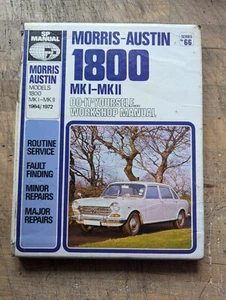 SP MANUAL
MORRIS
AUSTIN
MODELS
1800
MK I-MK II
1964/1972
ROUTINE
SERVICE
FAULT
FINDING
MINOR
REPAIRS
MAJOR
REPAIRS
MORRIS-AUSTIN
SERIES
No 66
1800
MK I-MK II
DO-IT-YOURSELF...
WORKSHOP MANUAL